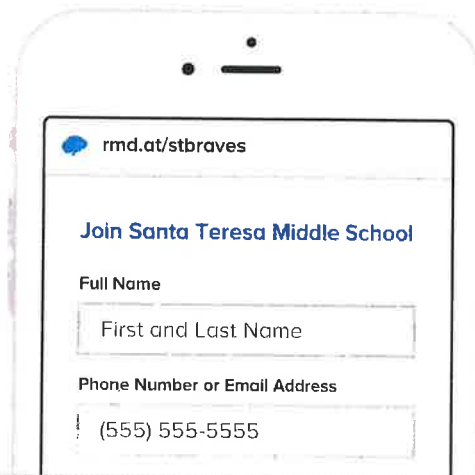 rmd.at/stbraves
Join Santa Teresa Middle School
Full Name
First and Last Name
Phone Number or Email Address
(555) 555-5555